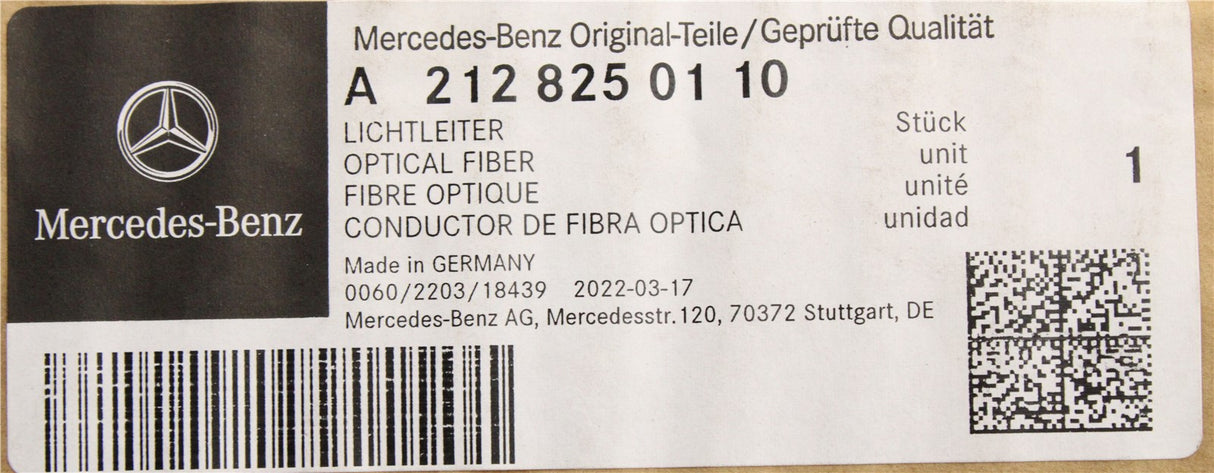 Mercedes-Benz Original-Teile/Geprüfte Qualität
A 212 825 01 10
LICHTLEITER
OPTICAL FIBER
FIBRE OPTIQUE
CONDUCTOR DE FIBRA OPTICA
Stück
unit
unité
unidad
1
Mercedes-Benz
Made in GERMANY
0060/2203/18439 2022-03-17
Mercedes-Benz AG, Mercedesstr.120, 70372 Stuttgart, DE